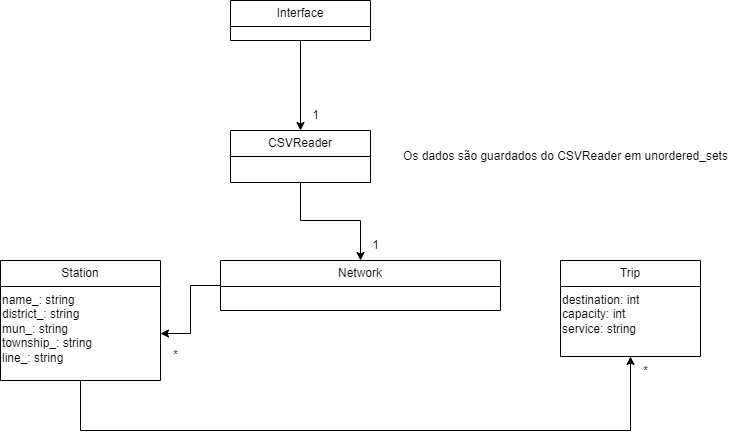 Interface
1
CSVReader
Os dados são guardados do CSVReader em unordered_sets
1
Station
name_: string
district_: string
mun_: string
township_: string
line_: string
Network
*
Trip
destination: int
capacity: int
service: string
*